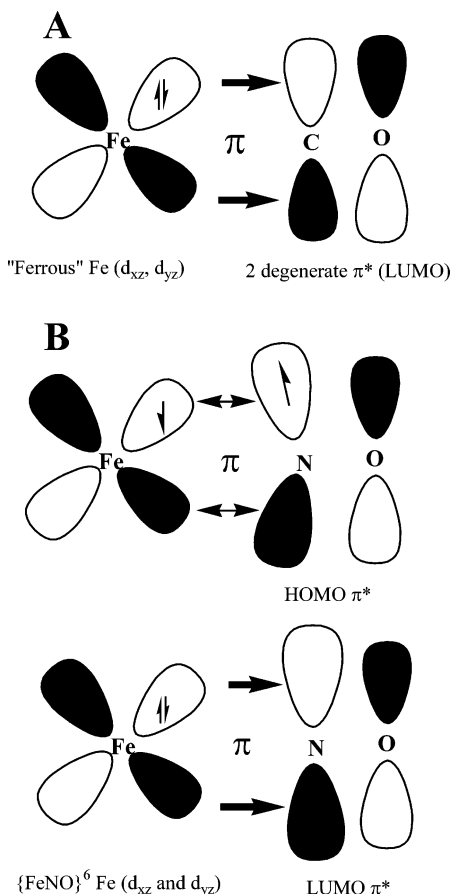 A
Fe
π
C O
"Ferrous" Fe (dxz, dyz)
2 degenerate π* (LUMO)
B
Fe
π
N O
HOMO π*
Fe
π
N O
{FeNO}⁶ Fe (dxz and dyz)
LUMO π*